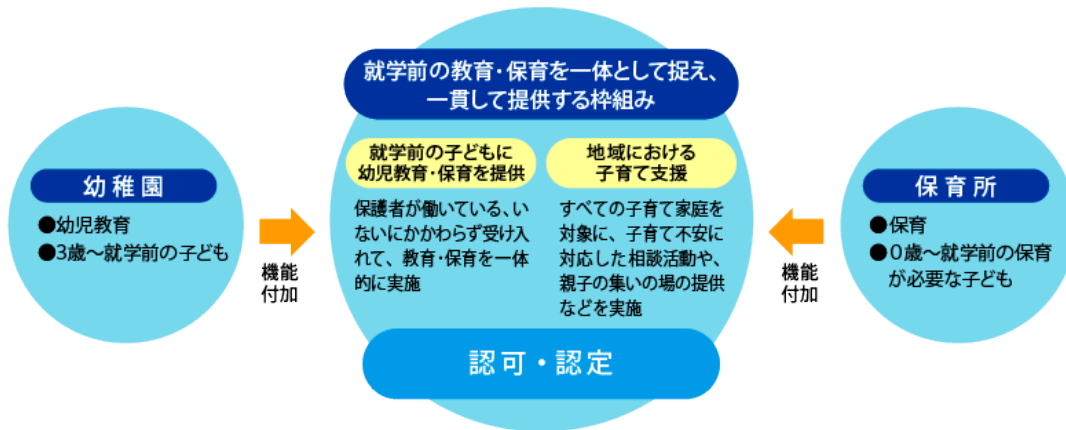 就学前の教育・保育を一体として捉え、
一貫して提供する枠組み
幼稚園
●幼児教育
●3歳〜就学前の子ども
機能
付加
就学前の子どもに
幼児教育・保育を提供
保護者が働いている、い
ないにかかわらず受け入
れて、教育・保育を一体
的に実施
地域における
子育て支援
すべての子育て家庭を
対象に、子育て不安に
対応した相談活動や、
親子の集いの場の提供
などを実施
認可・認定
機能
付加
保育所
●保育
●0歳〜就学前の保育
が必要な子ども